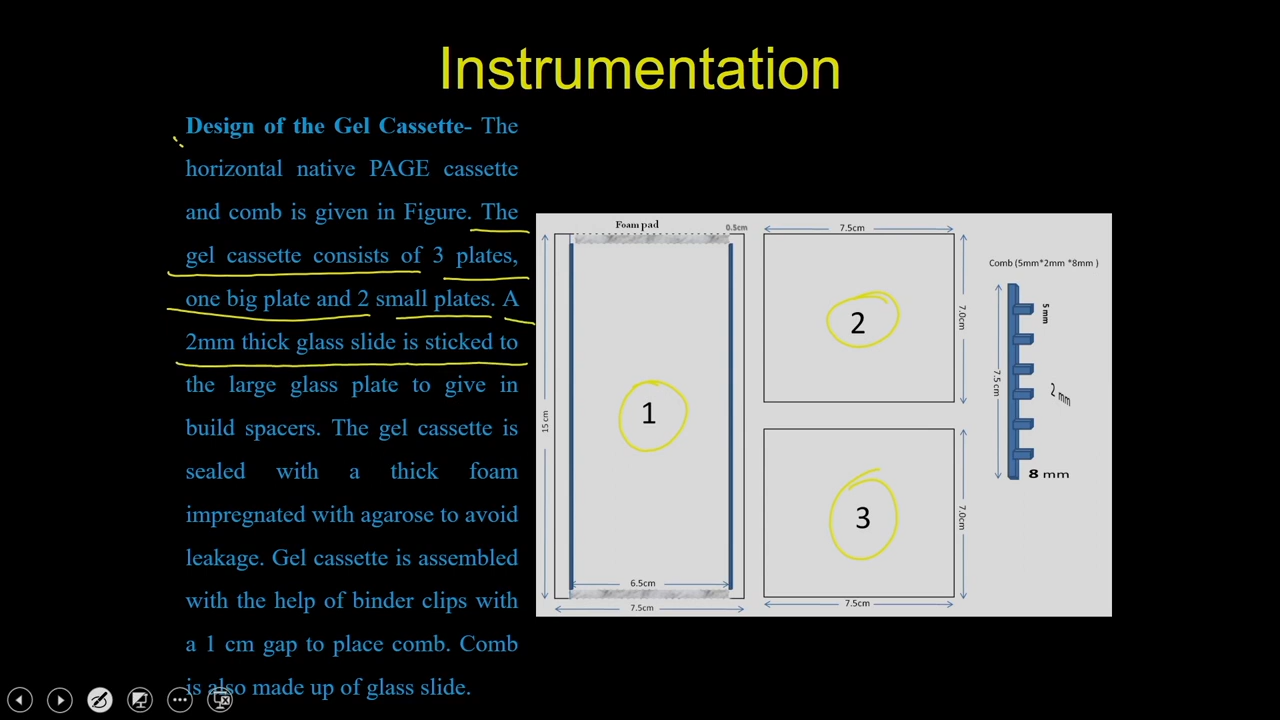 Instrumentation
Design of the Gel Cassette- The
horizontal native PAGE cassette
and comb is given in Figure. The
gel cassette consists of 3 plates,
one big plate and 2 small plates. A
2mm thick glass slide is sticked to
the large glass plate to give in
build spacers. The gel cassette is
sealed with a thick foam
impregnated with agarose to avoid
leakage. Gel cassette is assembled
with the help of binder clips with
a 1 cm gap to place comb. Comb
is also made up of glass slide.
Foam pad
0.5cm
15 cm
1
6.5cm
7.5cm
7.5cm
2
7.0cm
3
7.0cm
7.5cm
Comb (5mm*2mm *8mm )
5 mm
7.5 cm
2 mm
8 mm